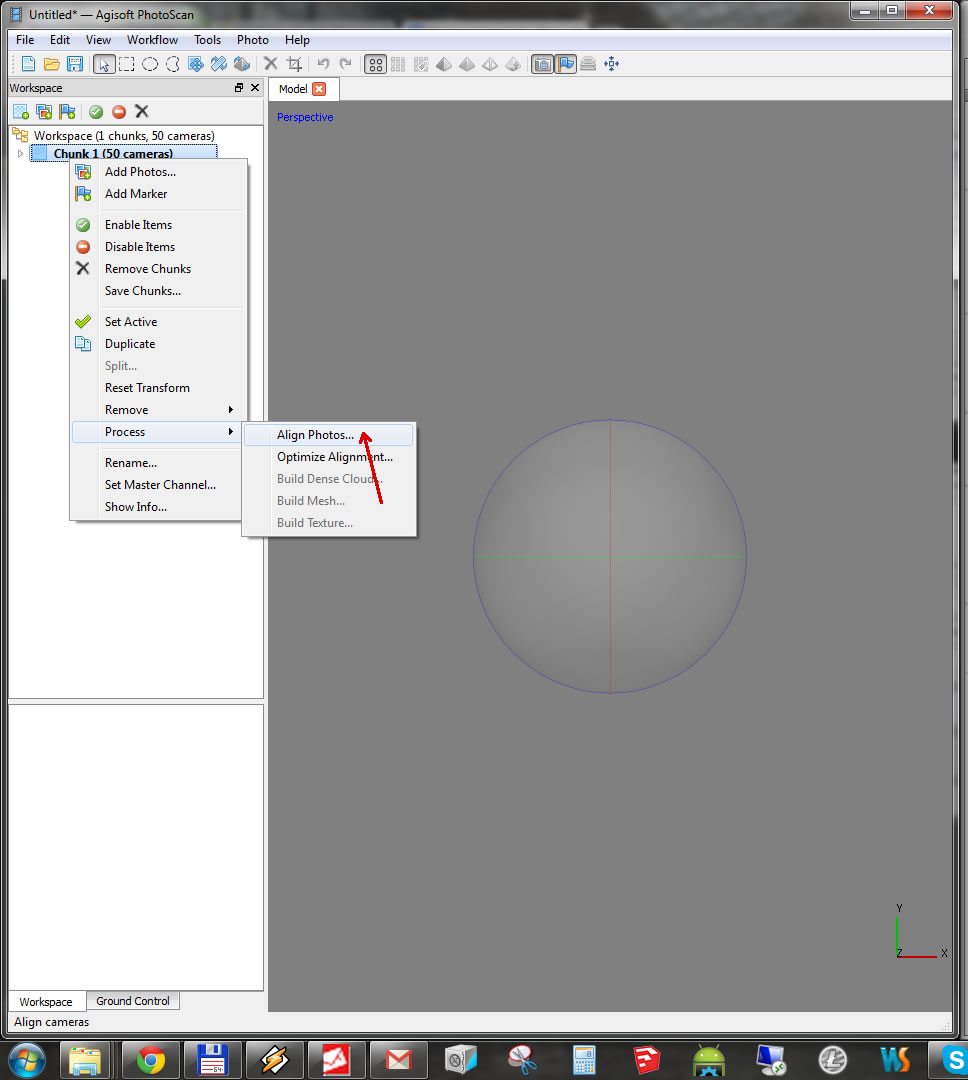 Untitled* — Agisoft PhotoScan
File Edit View Workflow Tools Photo Help
Workspace
Model
Perspective
Workspace (1 chunks, 50 cameras)
Chunk 1 (50 cameras)
Add Photos...
Add Marker
Enable Items
Disable Items
Remove Chunks
Save Chunks...
Set Active
Duplicate
Split...
Reset Transform
Remove
Process
Rename...
Set Master Channel...
Show Info...
Align Photos...
Optimize Alignment...
Build Dense Cloud...
Build Mesh...
Build Texture...
Y
Z X
Workspace Ground Control
Align cameras
64
WS
S